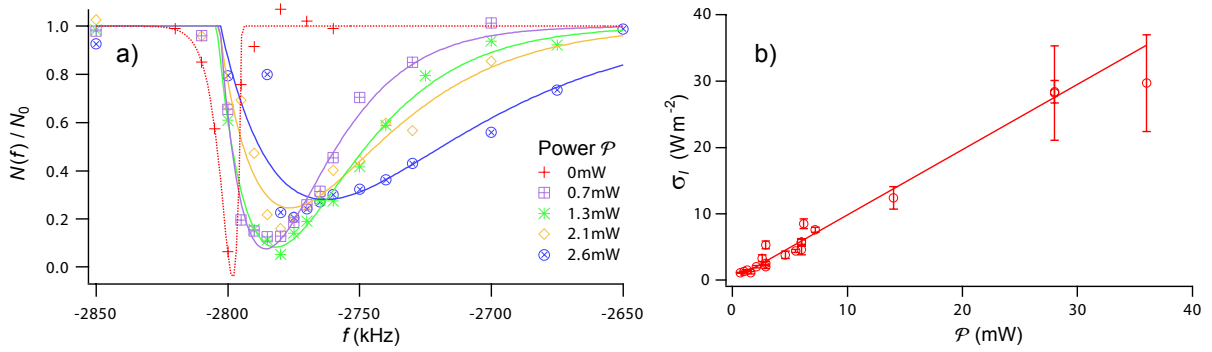 a)
N(f) / N₀
1.0
0.8
0.6
0.4
0.2
0.0
Power 𝒫
0mW
0.7mW
1.3mW
2.1mW
2.6mW
-2850
-2800
-2750
-2700
-2650
f (kHz)
b)
σ_I (Wm⁻²)
40
30
20
10
0
0
10
20
30
40
𝒫 (mW)